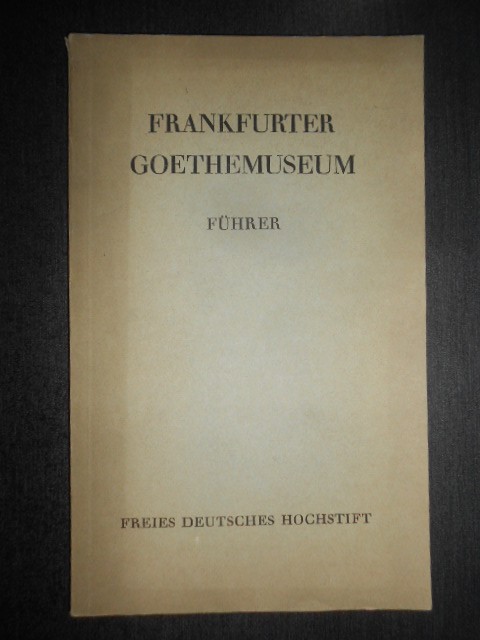 FRANKFURTER
GOETHEMUSEUM
FÜHRER
FREIES DEUTSCHES HOCHSTIFT